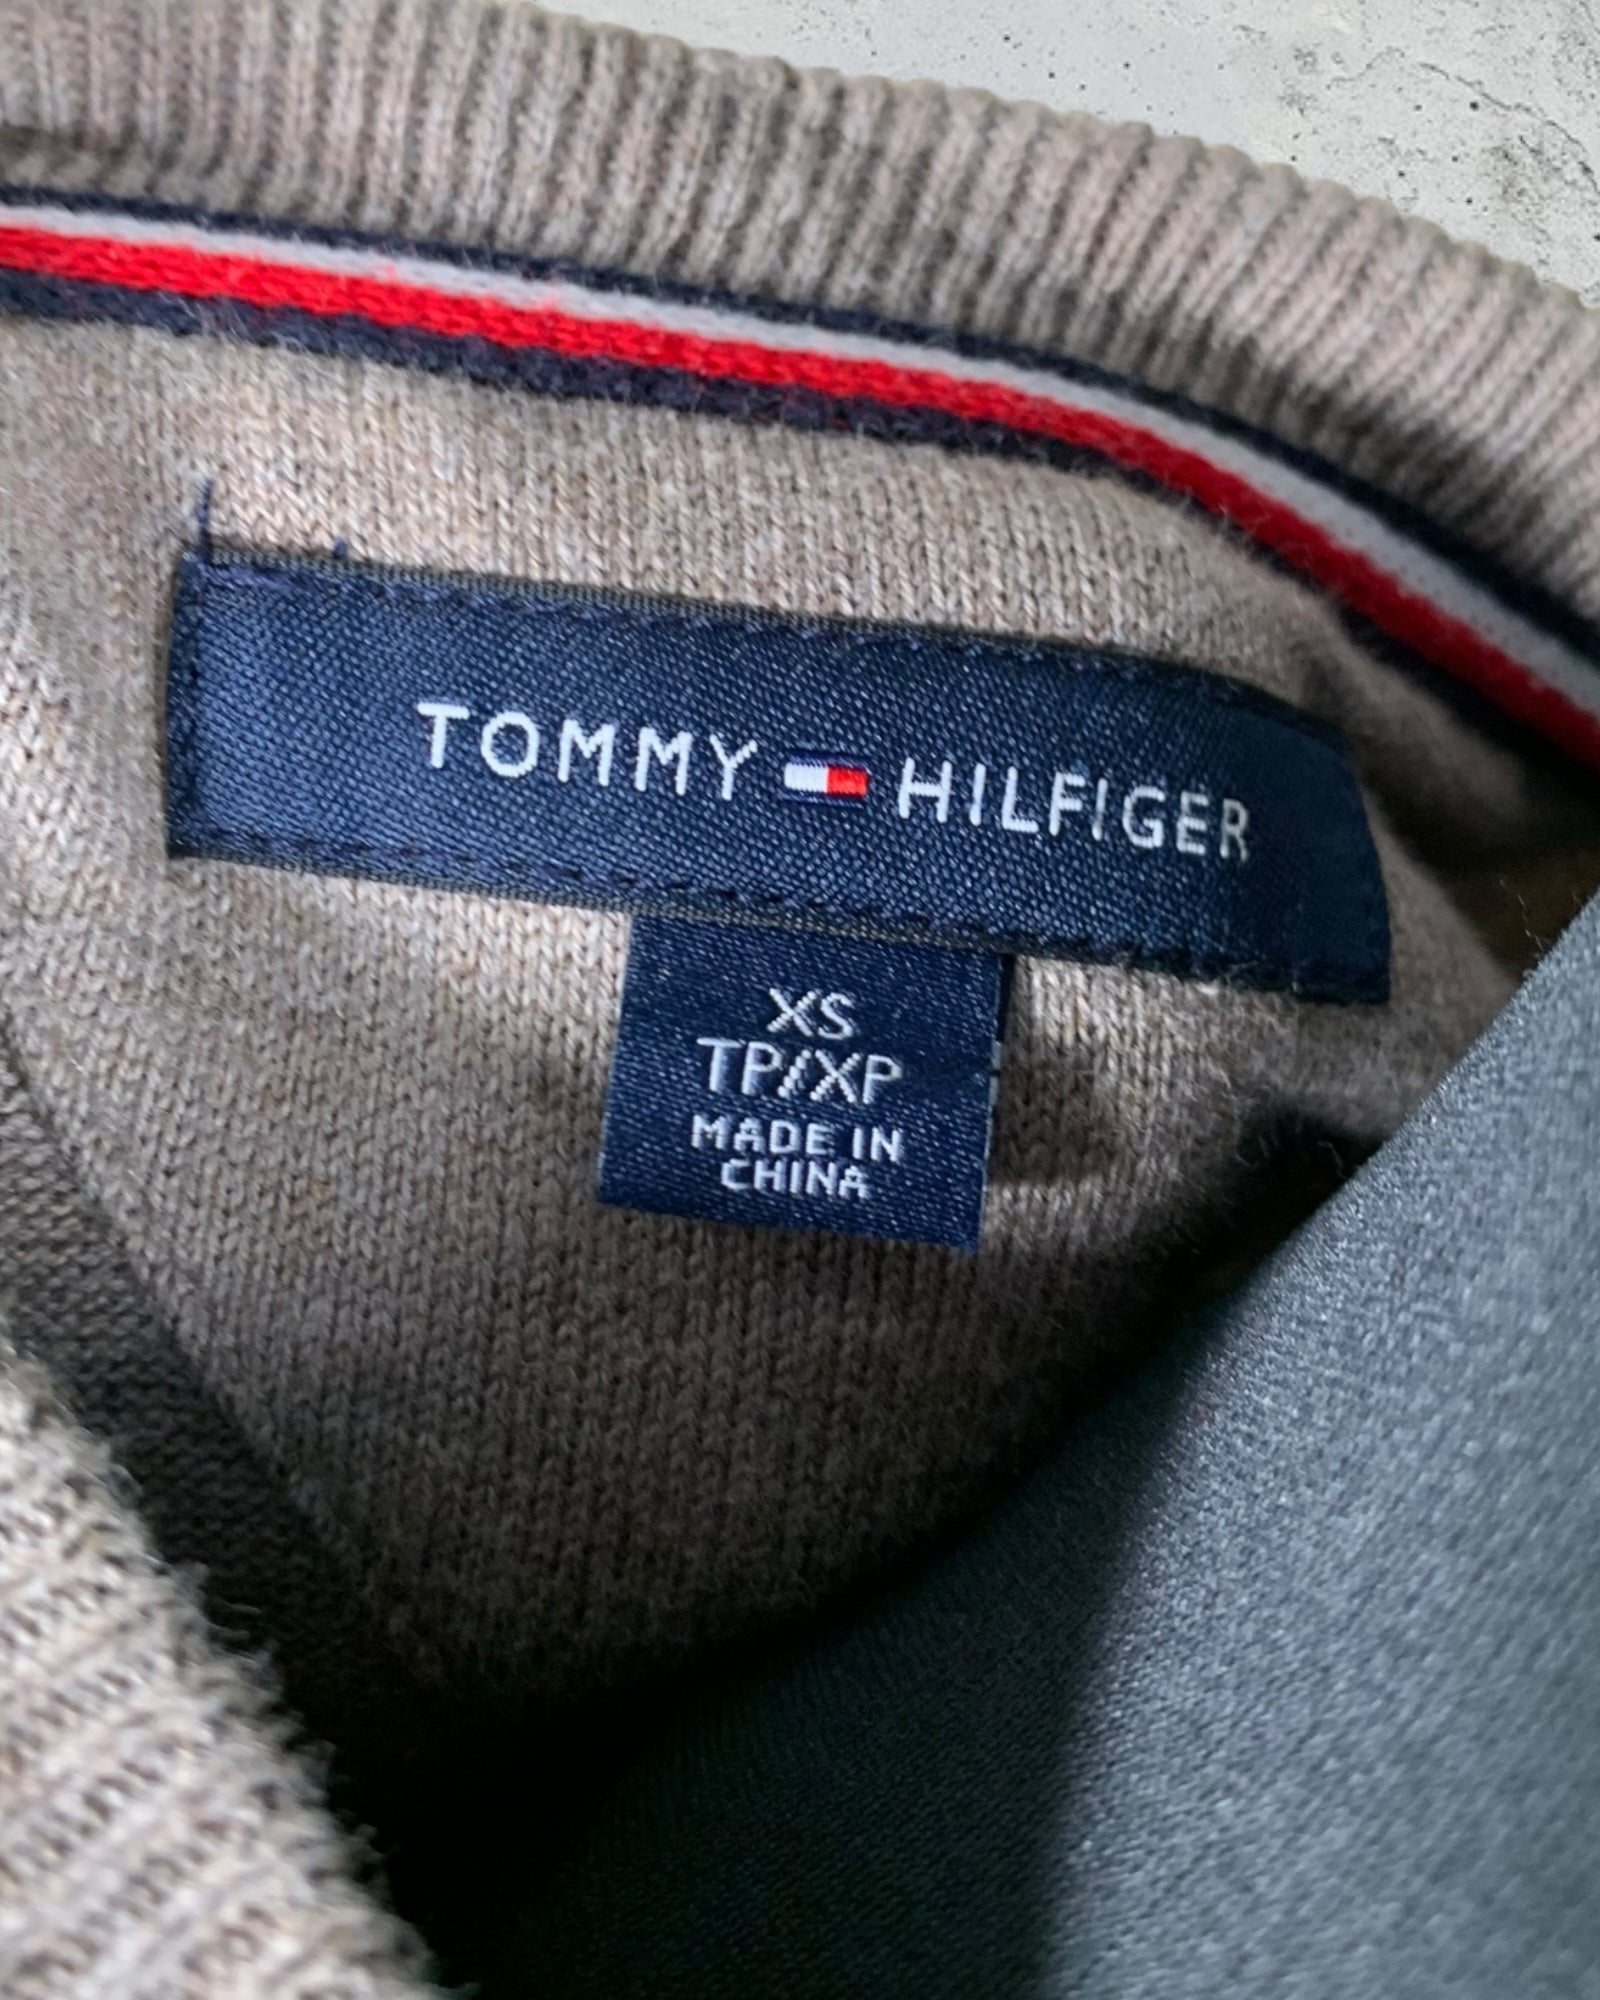 TOMMY HILFIGER
XS
TP/XP
MADE IN
CHINA